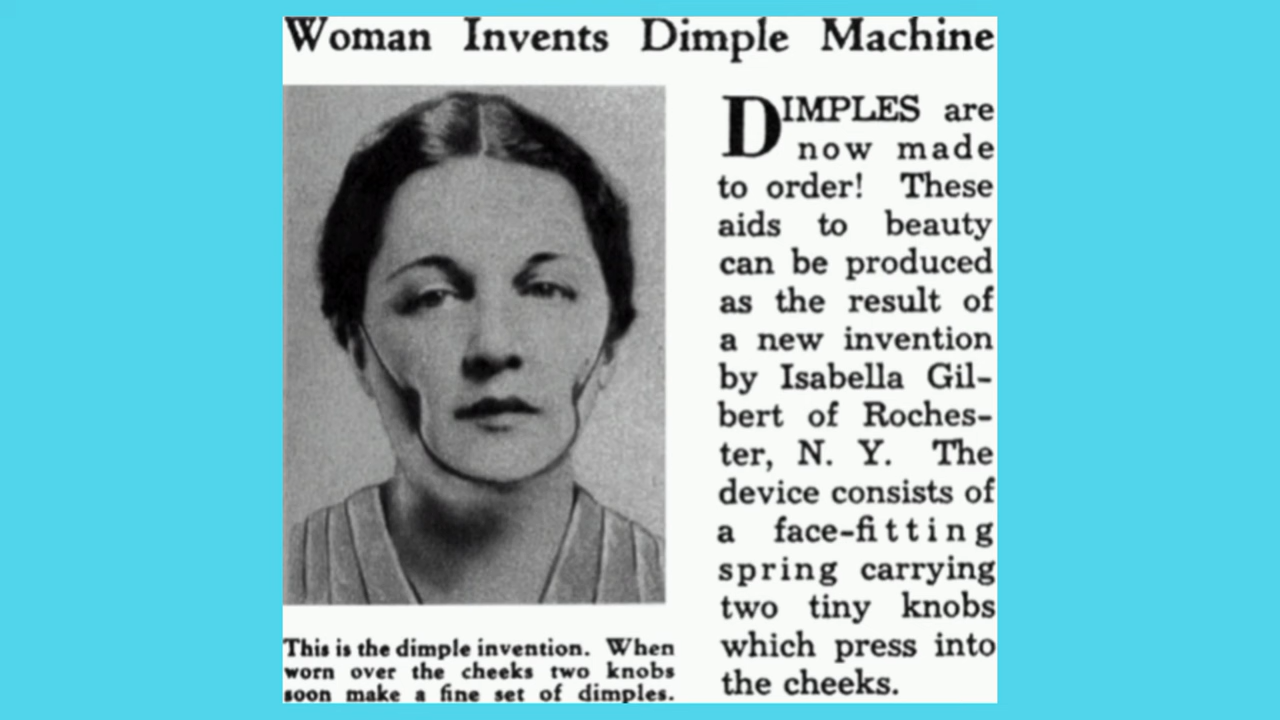 Woman Invents Dimple Machine
DIMPLES are
now made
to order! These
aids to beauty
can be produced
as the result of
a new invention
by Isabella Gil-
bert of Roches-
ter, N. Y. The
device consists of
a face-fitting
spring carrying
two tiny knobs
which press into
the cheeks.
This is the dimple invention. When
worn over the cheeks two knobs
soon make a fine set of dimples.